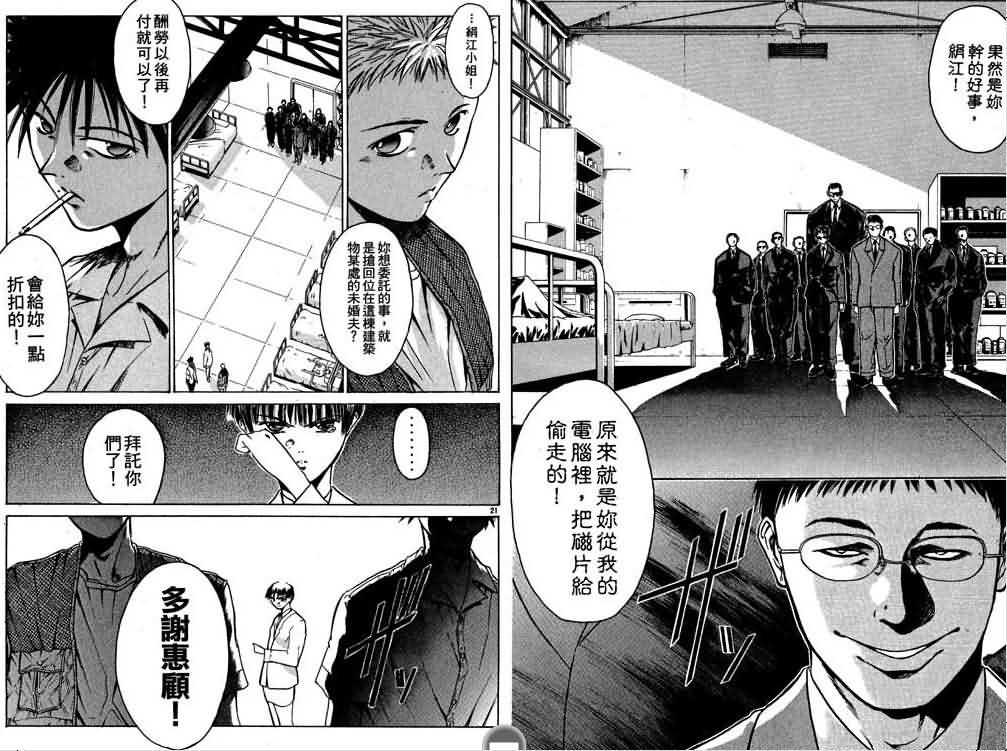 果然是妳
幹的好事，
絹江！
原來就是妳從我的
電腦裡，把磁片給
偷走的！
…絹江小姐！
妳想委託的事，就
是搶回位在這棟建築
物某處的未婚夫？
酬勞以後再
付就可以了！
會給妳一點
折扣的！
……
拜託你
們了！
21
多謝惠顧！